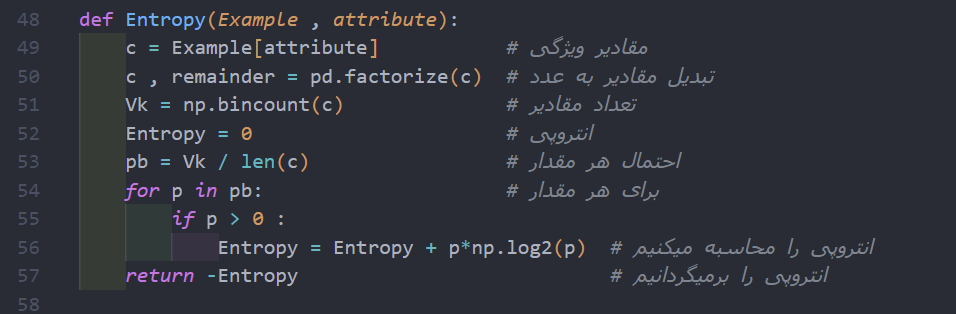 48 def Entropy(Example , attribute):
49 c = Example[attribute] # مقادیر ویژگی
50 c , remainder = pd.factorize(c) # تبدیل مقادیر به عدد
51 Vk = np.bincount(c) # تعداد مقادیر
52 Entropy = 0 # انتروپی
53 pb = Vk / len(c) # احتمال هر مقدار
54 for p in pb: # برای هر مقدار
55 if p > 0 :
56 Entropy = Entropy + p*np.log2(p) # انتروپی را محاسبه میکنیم
57 return -Entropy # انتروپی را برمیگردانیم
58